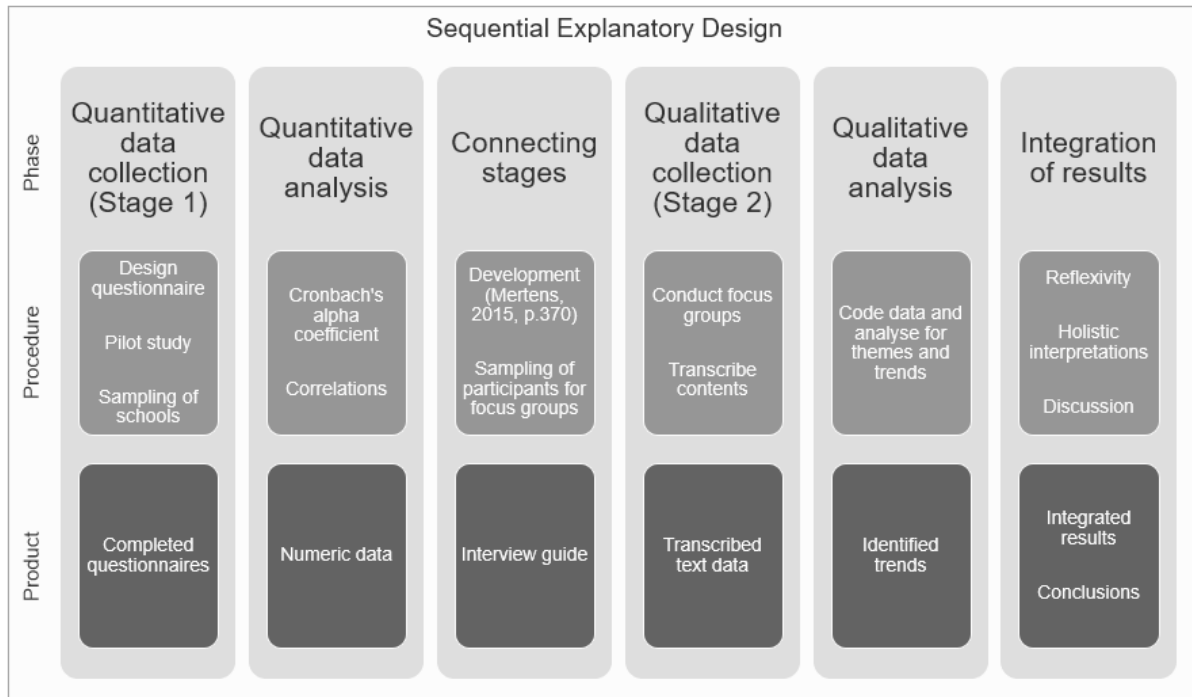 Sequential Explanatory Design
Phase
Quantitative
data
collection
(Stage 1)
Quantitative
data
analysis
Connecting
stages
Qualitative
data
collection
(Stage 2)
Qualitative
data
analysis
Integration
of results
Procedure
Design
questionnaire
Pilot study
Sampling of
schools
Cronbach's
alpha
coefficient
Correlations
Development
(Mertens,
2015, p.370)
Sampling of
participants for
focus groups
Conduct focus
groups
Transcribe
contents
Code data and
analyse for
themes and
trends
Reflexivity
Holistic
interpretations
Discussion
Product
Completed
questionnaires
Numeric data
Interview guide
Transcribed
text data
Identified
trends
Integrated
results
Conclusions